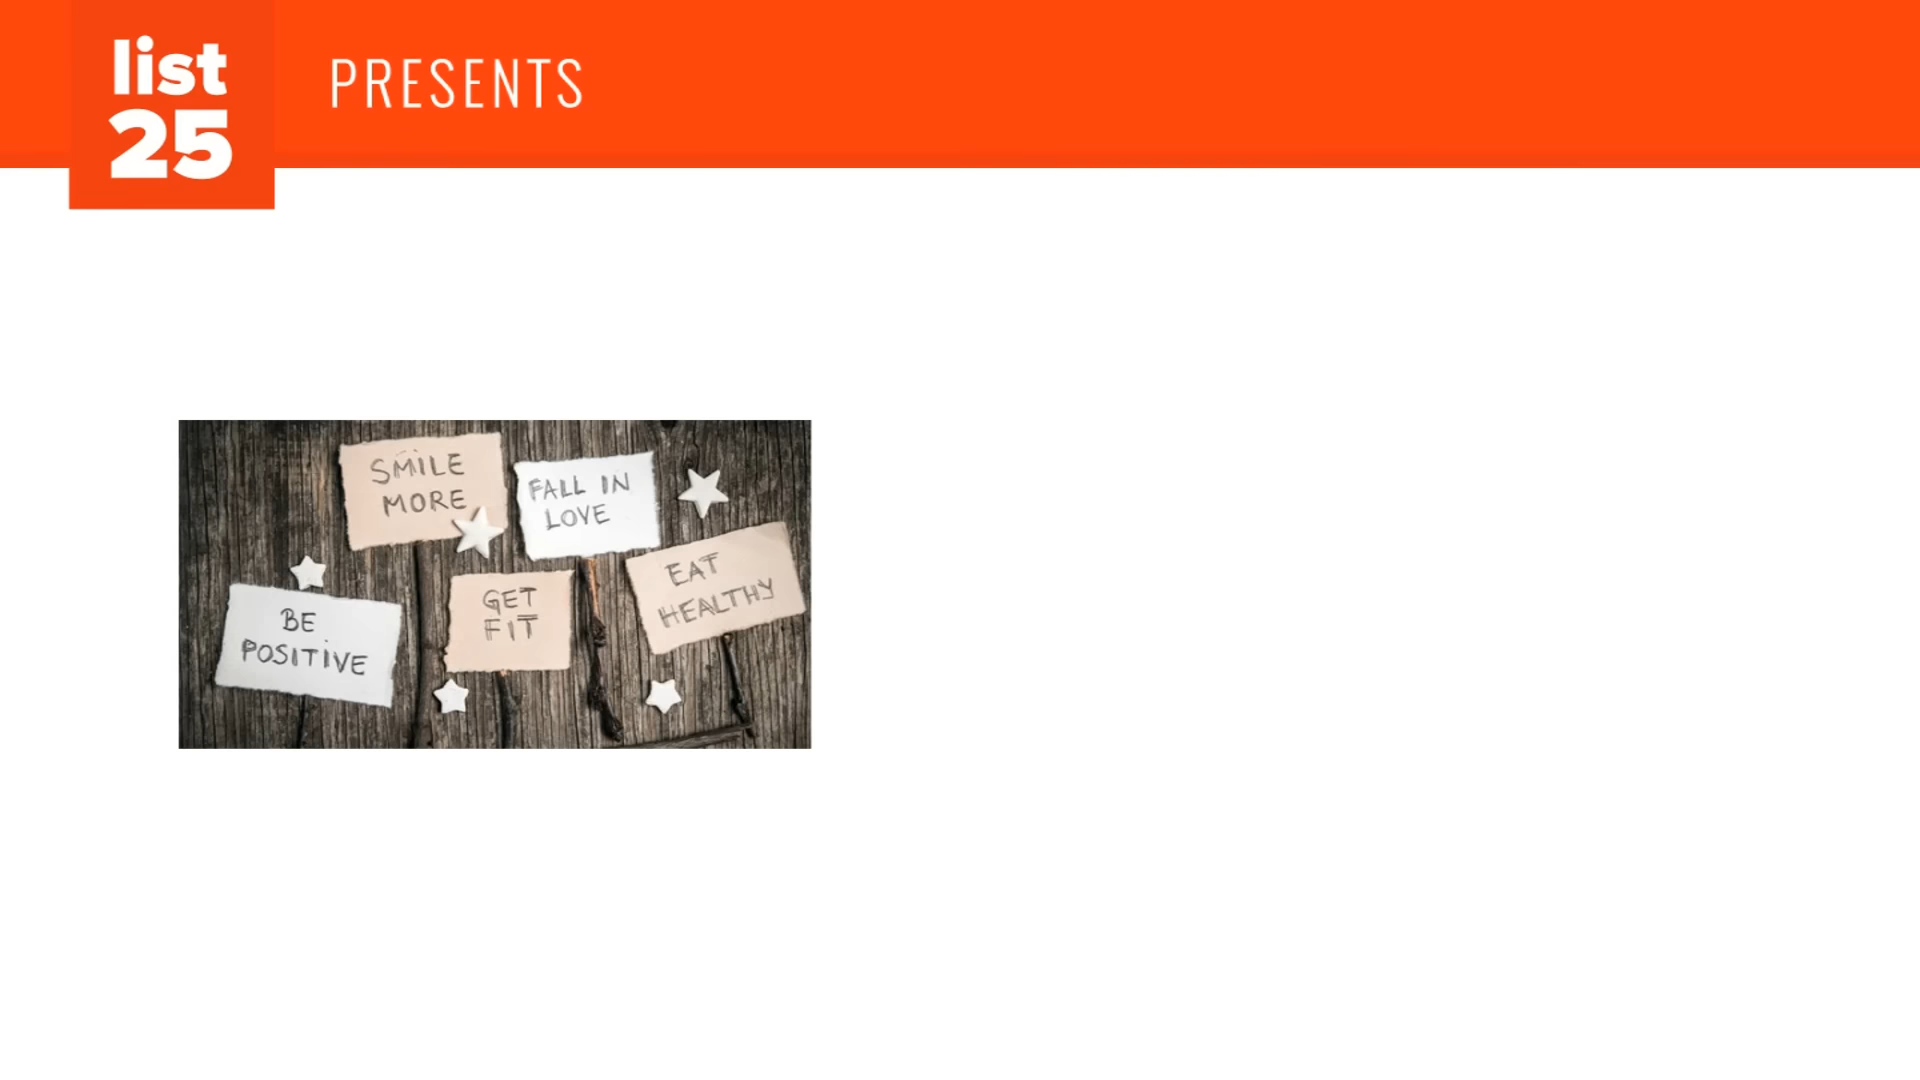 list
25
PRESENTS
SMILE
MORE
FALL IN
LOVE
EAT
HEALTHY
GET
FIT
BE
POSITIVE